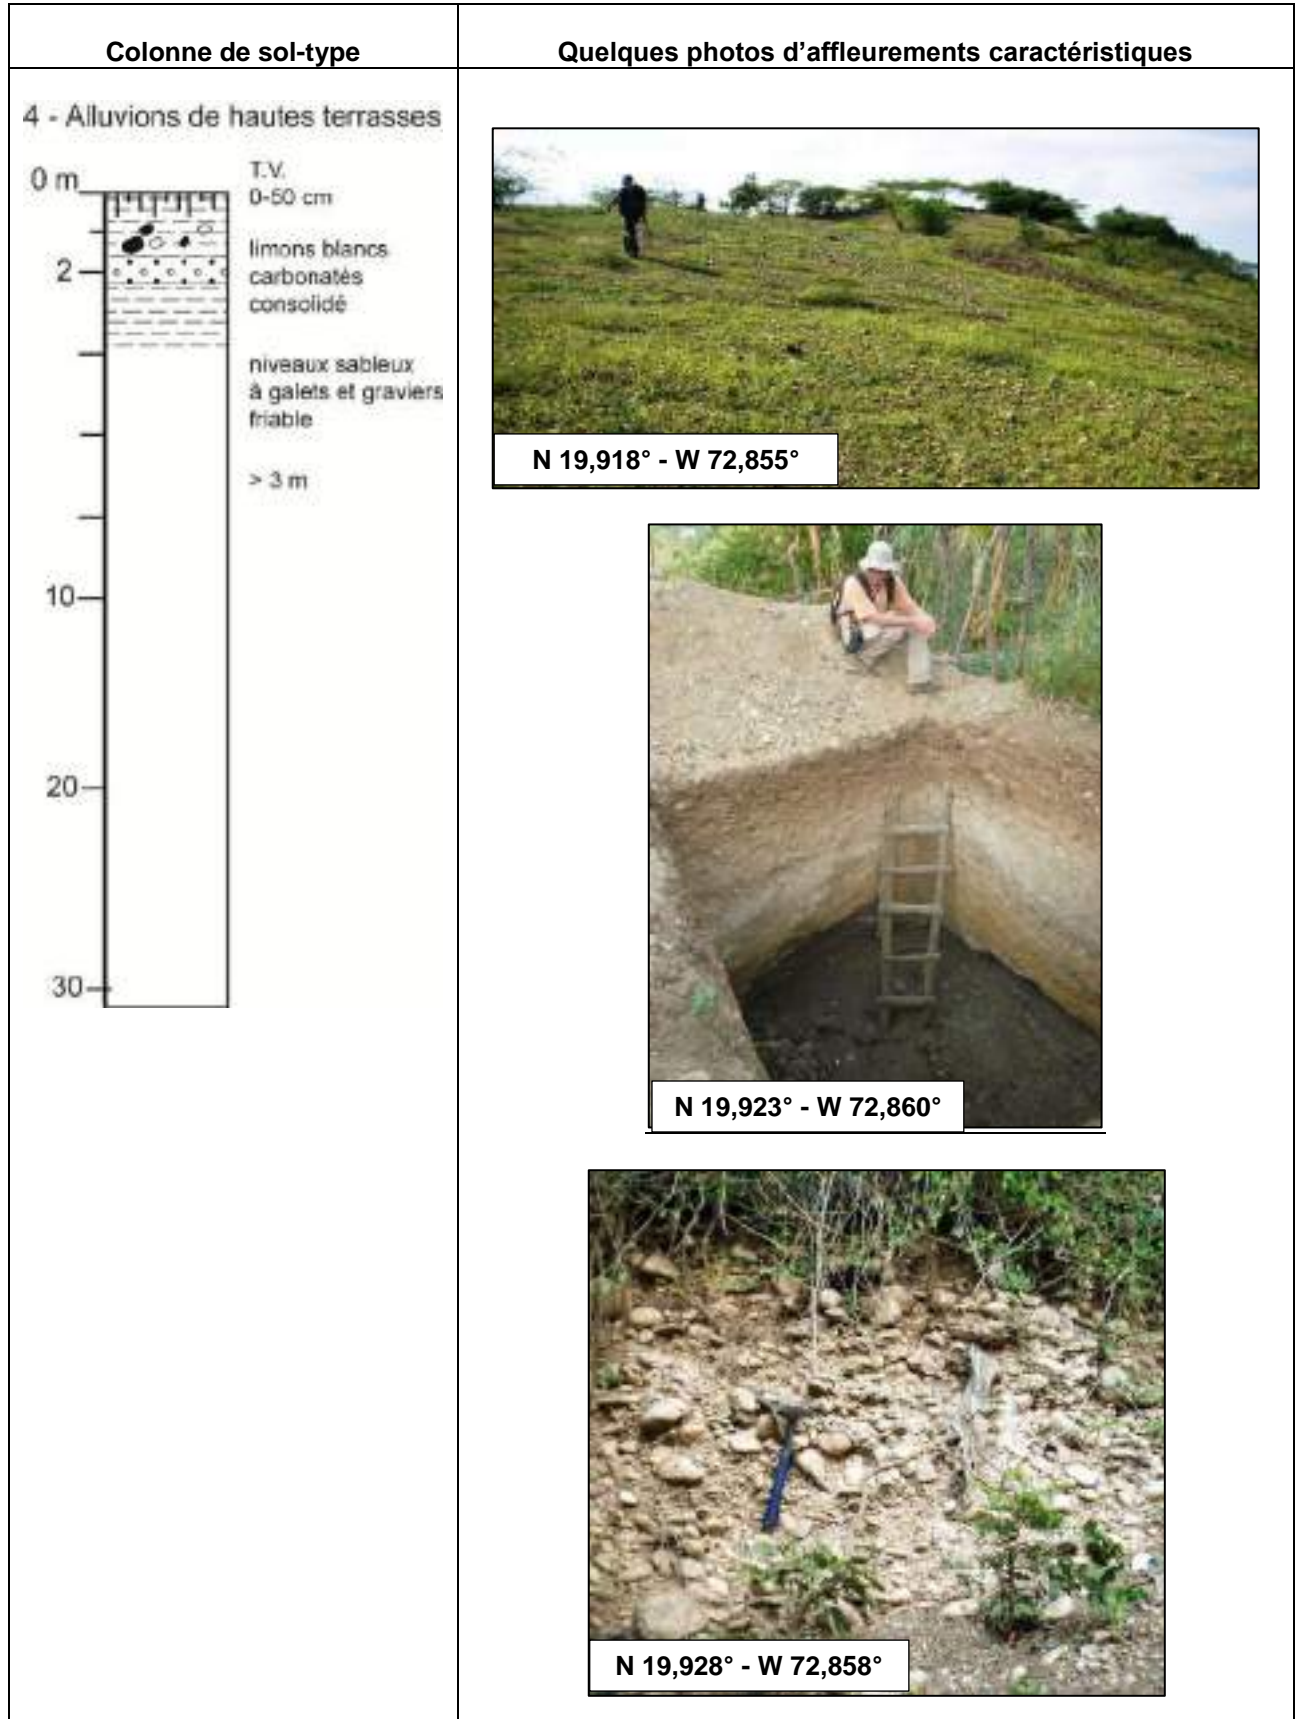 Colonne de sol-type
Quelques photos d'affleurements caractéristiques
4 - Alluvions de hautes terrasses
0 m
2
10
20
30
T.V.
0-50 cm
limons blancs
carbonatés
consolidé
niveaux sableux
à galets et graviers
friable
> 3 m
N 19,918° - W 72,855°
N 19,923° - W 72,860°
N 19,928° - W 72,858°